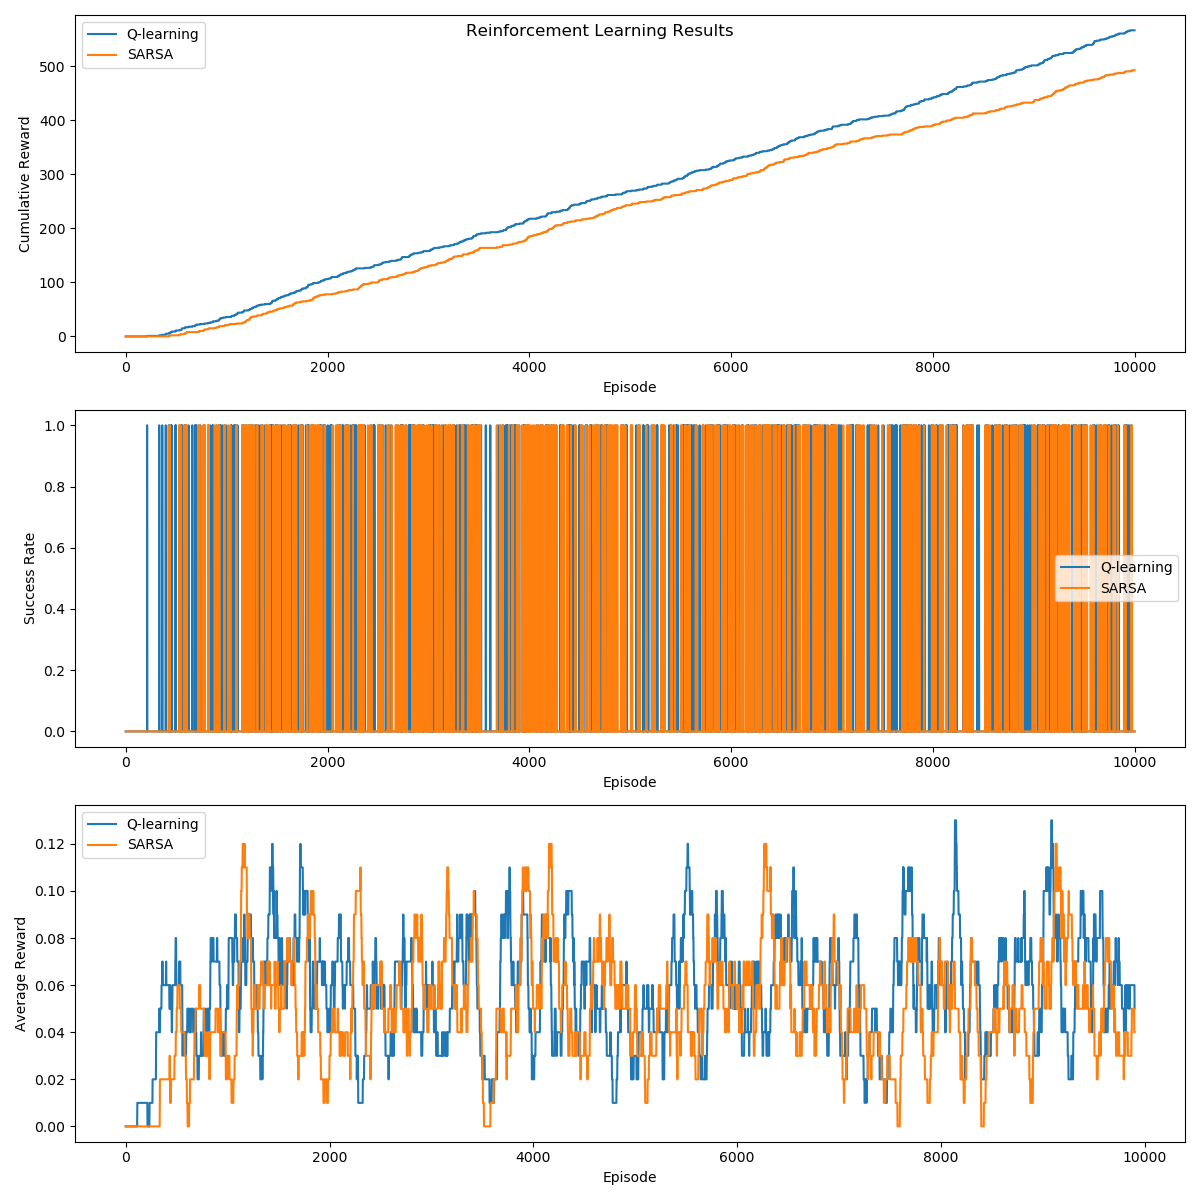 Reinforcement Learning Results
Q-learning
SARSA
Cumulative Reward
500
400
300
200
100
0
0 2000 4000 6000 8000 10000
Episode
Success Rate
1.0
0.8
0.6
0.4
0.2
0.0
Q-learning
SARSA
0 2000 4000 6000 8000 10000
Episode
Q-learning
SARSA
Average Reward
0.12
0.10
0.08
0.06
0.04
0.02
0.00
0 2000 4000 6000 8000 10000
Episode